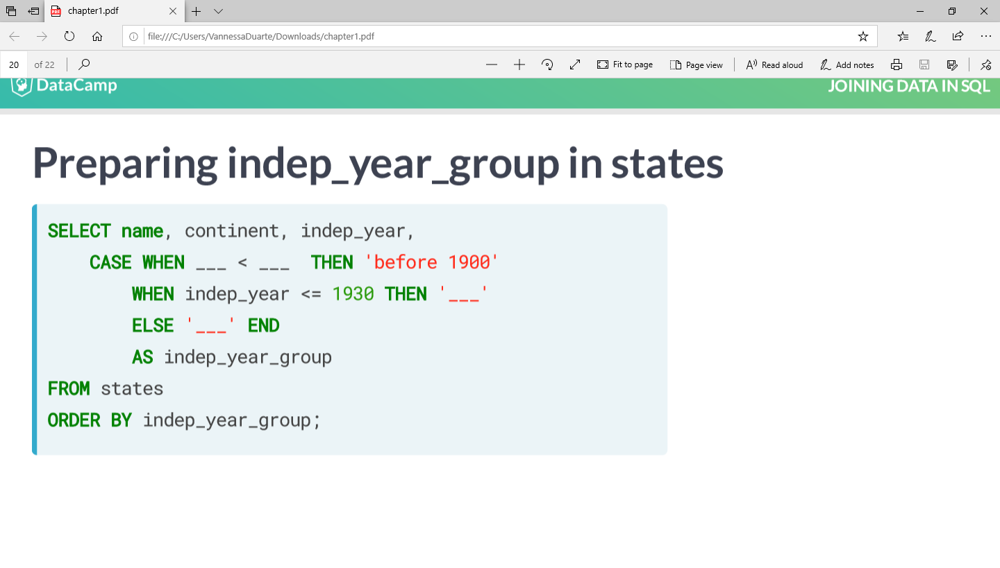 chapter1.pdf
file:///C:/Users/VannessaDuarte/Downloads/chapter1.pdf
20 of 22
Fit to page
Page view
Read aloud
Add notes
DataCamp
JOINING DATA IN SQL
Preparing indep_year_group in states
SELECT name, continent, indep_year,
CASE WHEN ___ < ___ THEN 'before 1900'
WHEN indep_year <= 1930 THEN '___'
ELSE '___' END
AS indep_year_group
FROM states
ORDER BY indep_year_group;